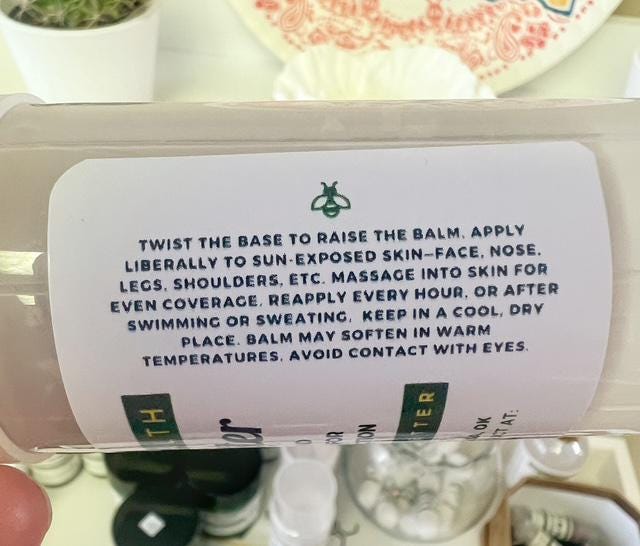 TWIST THE BASE TO RAISE THE BALM. APPLY
LIBERALLY TO SUN-EXPOSED SKIN—FACE, NOSE,
LEGS, SHOULDERS, ETC. MASSAGE INTO SKIN FOR
EVEN COVERAGE. REAPPLY EVERY HOUR, OR AFTER
SWIMMING OR SWEATING. KEEP IN A COOL, DRY
PLACE. BALM MAY SOFTEN IN WARM
TEMPERATURES. AVOID CONTACT WITH EYES.
OK
AT: